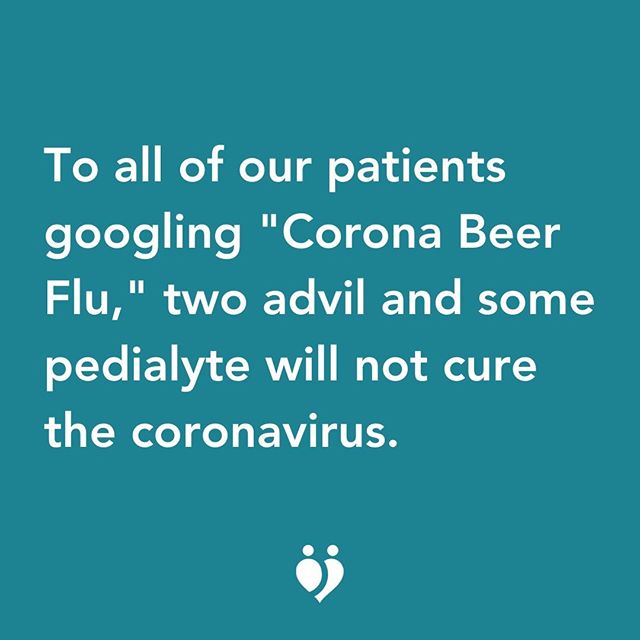 To all of our patients
googling "Corona Beer
Flu," two advil and some
pedialyte will not cure
the coronavirus.